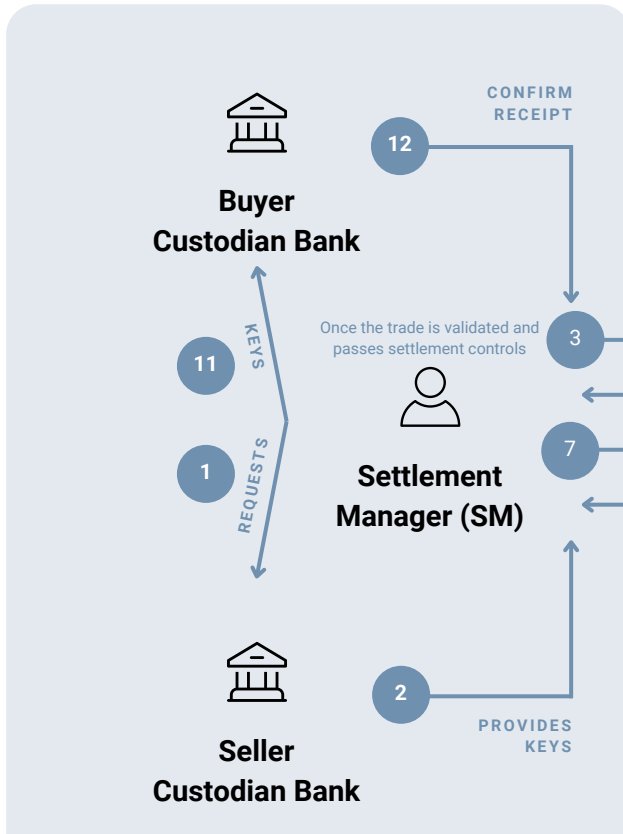 CONFIRM
RECEIPT
12
Buyer
Custodian Bank
KEYS
11
Once the trade is validated and
passes settlement controls
3
7
1
REQUESTS
Settlement
Manager (SM)
2
PROVIDES
KEYS
Seller
Custodian Bank